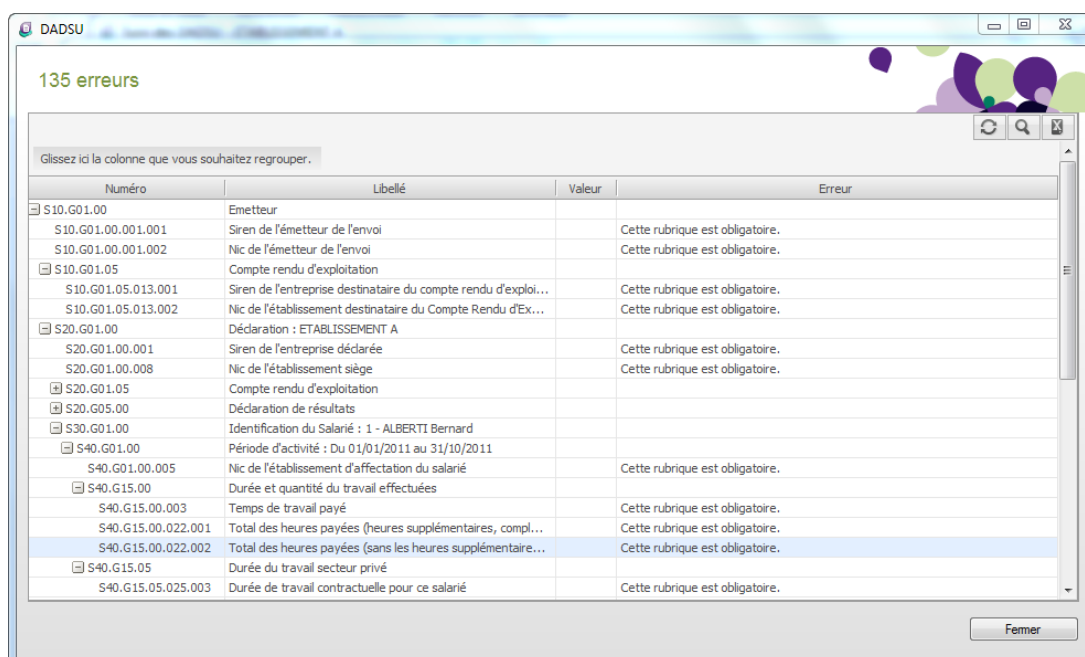 DADSU
135 erreurs
Glissez ici la colonne que vous souhaitez regrouper.
Numéro Libellé Valeur Erreur
S10.G01.00 Emetteur
S10.G01.00.001.001 Siren de l'émetteur de l'envoi Cette rubrique est obligatoire.
S10.G01.00.001.002 Nic de l'émetteur de l'envoi Cette rubrique est obligatoire.
S10.G01.05 Compte rendu d'exploitation
S10.G01.05.013.001 Siren de l'entreprise destinataire du compte rendu d'exploi... Cette rubrique est obligatoire.
S10.G01.05.013.002 Nic de l'établissement destinataire du Compte Rendu d'Ex... Cette rubrique est obligatoire.
S20.G01.00 Déclaration : ETABLISSEMENT A
S20.G01.00.001 Siren de l'entreprise déclarée Cette rubrique est obligatoire.
S20.G01.00.008 Nic de l'établissement siège Cette rubrique est obligatoire.
S20.G01.05 Compte rendu d'exploitation
S20.G05.00 Déclaration de résultats
S30.G01.00 Identification du Salarié : 1 - ALBERTI Bernard
S40.G01.00 Période d'activité : Du 01/01/2011 au 31/10/2011
S40.G01.00.005 Nic de l'établissement d'affectation du salarié Cette rubrique est obligatoire.
S40.G15.00 Durée et quantité du travail effectuées
S40.G15.00.003 Temps de travail payé Cette rubrique est obligatoire.
S40.G15.00.022.001 Total des heures payées (heures supplémentaires, compl... Cette rubrique est obligatoire.
S40.G15.00.022.002 Total des heures payées (sans les heures supplémentaire... Cette rubrique est obligatoire.
S40.G15.05 Durée du travail secteur privé
S40.G15.05.025.003 Durée de travail contractuelle pour ce salarié Cette rubrique est obligatoire.
Fermer